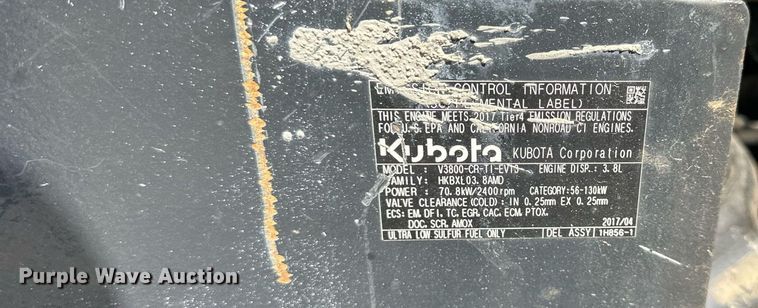 EMISSION CONTROL INFORMATION
(SUPPLEMENTAL LABEL)
THIS ENGINE MEETS 2017 Tier4 EMISSION REGULATIONS
FOR U.S. EPA AND CALIFORNIA NONROAD CI ENGINES.
Kubota KUBOTA Corporation
MODEL : V3800-CR-TI-EVTS ENGINE DISP.: 3.8L
FAMILY: HKBXL03.8AMD
POWER : 70.8kW/2400rpm CATEGORY:56-130kW
VALVE CLEARANCE (COLD) : IN 0.25mm EX 0.25mm
ECS: EM. DFI. TC. EGR. CAC. ECM. PTOX.
DOC. SCR. AMOX 2017/04
ULTRA LOW SULFUR FUEL ONLY DEL ASSY 1H856-1
Purple Wave Auction